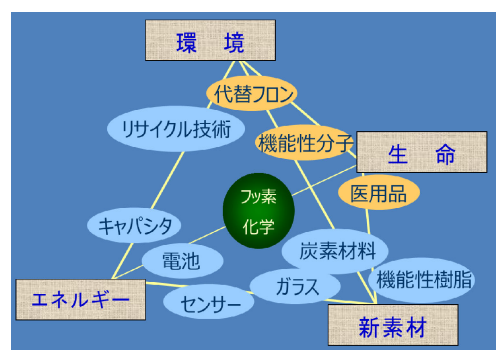 環　境
代替フロン
リサイクル技術
機能性分子
生　命
医用品
フッ素
化学
キャパシタ
電池
炭素材料
機能性樹脂
ガラス
エネルギー
センサー
新素材